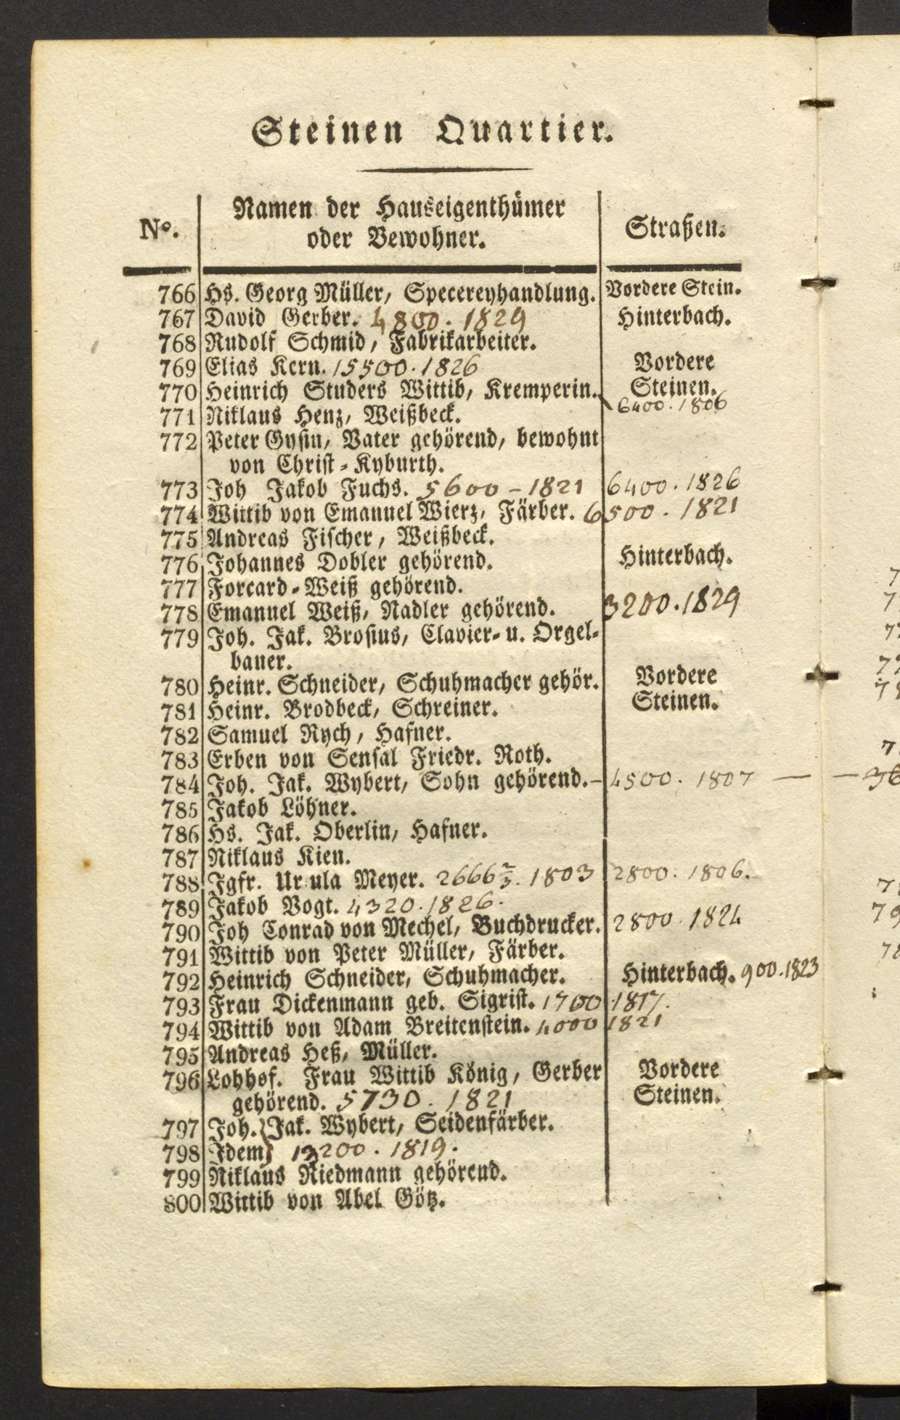 Steinen Quartier.
No. Namen der Hauseigenthümer Straßen.
oder Bewohner.
766 Hs. Georg Müller, Specereyhandlung. Vordere Stein.
767 David Gerber. 4800. 1829 Hinterbach.
768 Rudolf Schmid, Fabrikarbeiter.
769 Elias Kern. 15500. 1826 Vordere
770 Heinrich Studers Wittib, Kremperin. Steinen.
771 Niklaus Henz, Weißbeck. 6400. 1806
772 Peter Gysin, Vater gehörend, bewohnt
von Christ-Kyburth.
773 Joh Jakob Fuchs. 5600 - 1821 6400. 1826
774 Wittib von Emanuel Wierz, Färber. 6500. 1821
775 Andreas Fischer, Weißbeck.
776 Johannes Dobler gehörend. Hinterbach.
777 Forcard-Weiß gehörend.
778 Emanuel Weiß, Nadler gehörend. 3200. 1829
779 Joh. Jak. Brosius, Clavier- u. Orgel-
bauer.
780 Heinr. Schneider, Schuhmacher gehör. Vordere
781 Heinr. Brodbeck, Schreiner. Steinen.
782 Samuel Rych, Hafner.
783 Erben von Sensal Friedr. Roth.
784 Joh. Jak. Wybert, Sohn gehörend. - 4500. 1807
785 Jakob Löhner.
786 Hs. Jak. Oberlin, Hafner.
787 Niklaus Kien.
788 Jgfr. Ur ula Meyer. 2666 2/3. 1803 2800. 1806.
789 Jakob Vogt. 4320. 1826.
790 Joh Conrad von Mechel, Buchdrucker. 2800. 1824
791 Wittib von Peter Müller, Färber.
792 Heinrich Schneider, Schuhmacher. Hinterbach. 900. 1823
793 Frau Dickenmann geb. Sigrist. 1700 1817.
794 Wittib von Adam Breitenstein. 4000 1821
795 Andreas Heß, Müller.
796 Lohhof. Frau Wittib König, Gerber Vordere
gehörend. 5730. 1821 Steinen.
797 Joh. Jak. Wybert, Seidenfärber.
798 Idem 13200. 1819.
799 Niklaus Riedmann gehörend.
800 Wittib von Abel Götz.